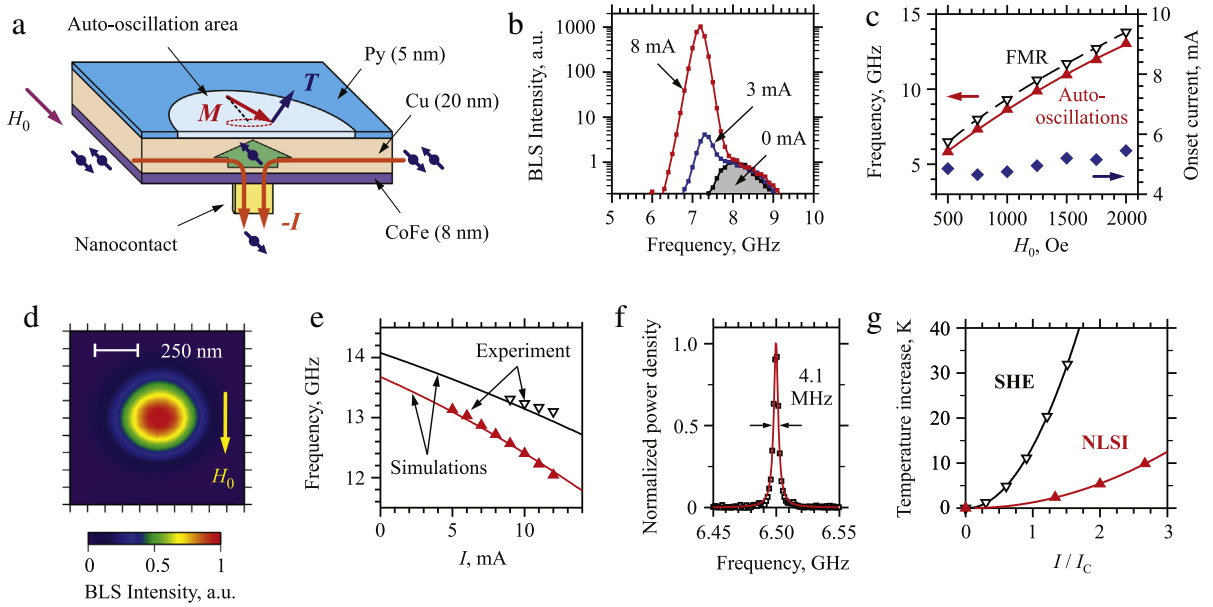 a
Auto-oscillation area
Py (5 nm)
Cu (20 nm)
H₀
M
T
-I
Nanocontact
CoFe (8 nm)
b
BLS Intensity, a.u.
1000
100
10
1
8 mA
3 mA
0 mA
5 6 7 8 9 10
Frequency, GHz
c
Frequency, GHz
15
10
5
FMR
Auto-
oscillations
10
8
6
4
Onset current, mA
500 1000 1500 2000
H₀, Oe
d
250 nm
H₀
0 0.5 1
BLS Intensity, a.u.
e
Frequency, GHz
14
13
12
Experiment
Simulations
0 5 10
I, mA
f
Normalized power density
1.0
0.5
0
4.1
MHz
6.45 6.50 6.55
Frequency, GHz
g
Temperature increase, K
40
30
20
10
0
SHE
NLSI
0 1 2 3
I / I_C